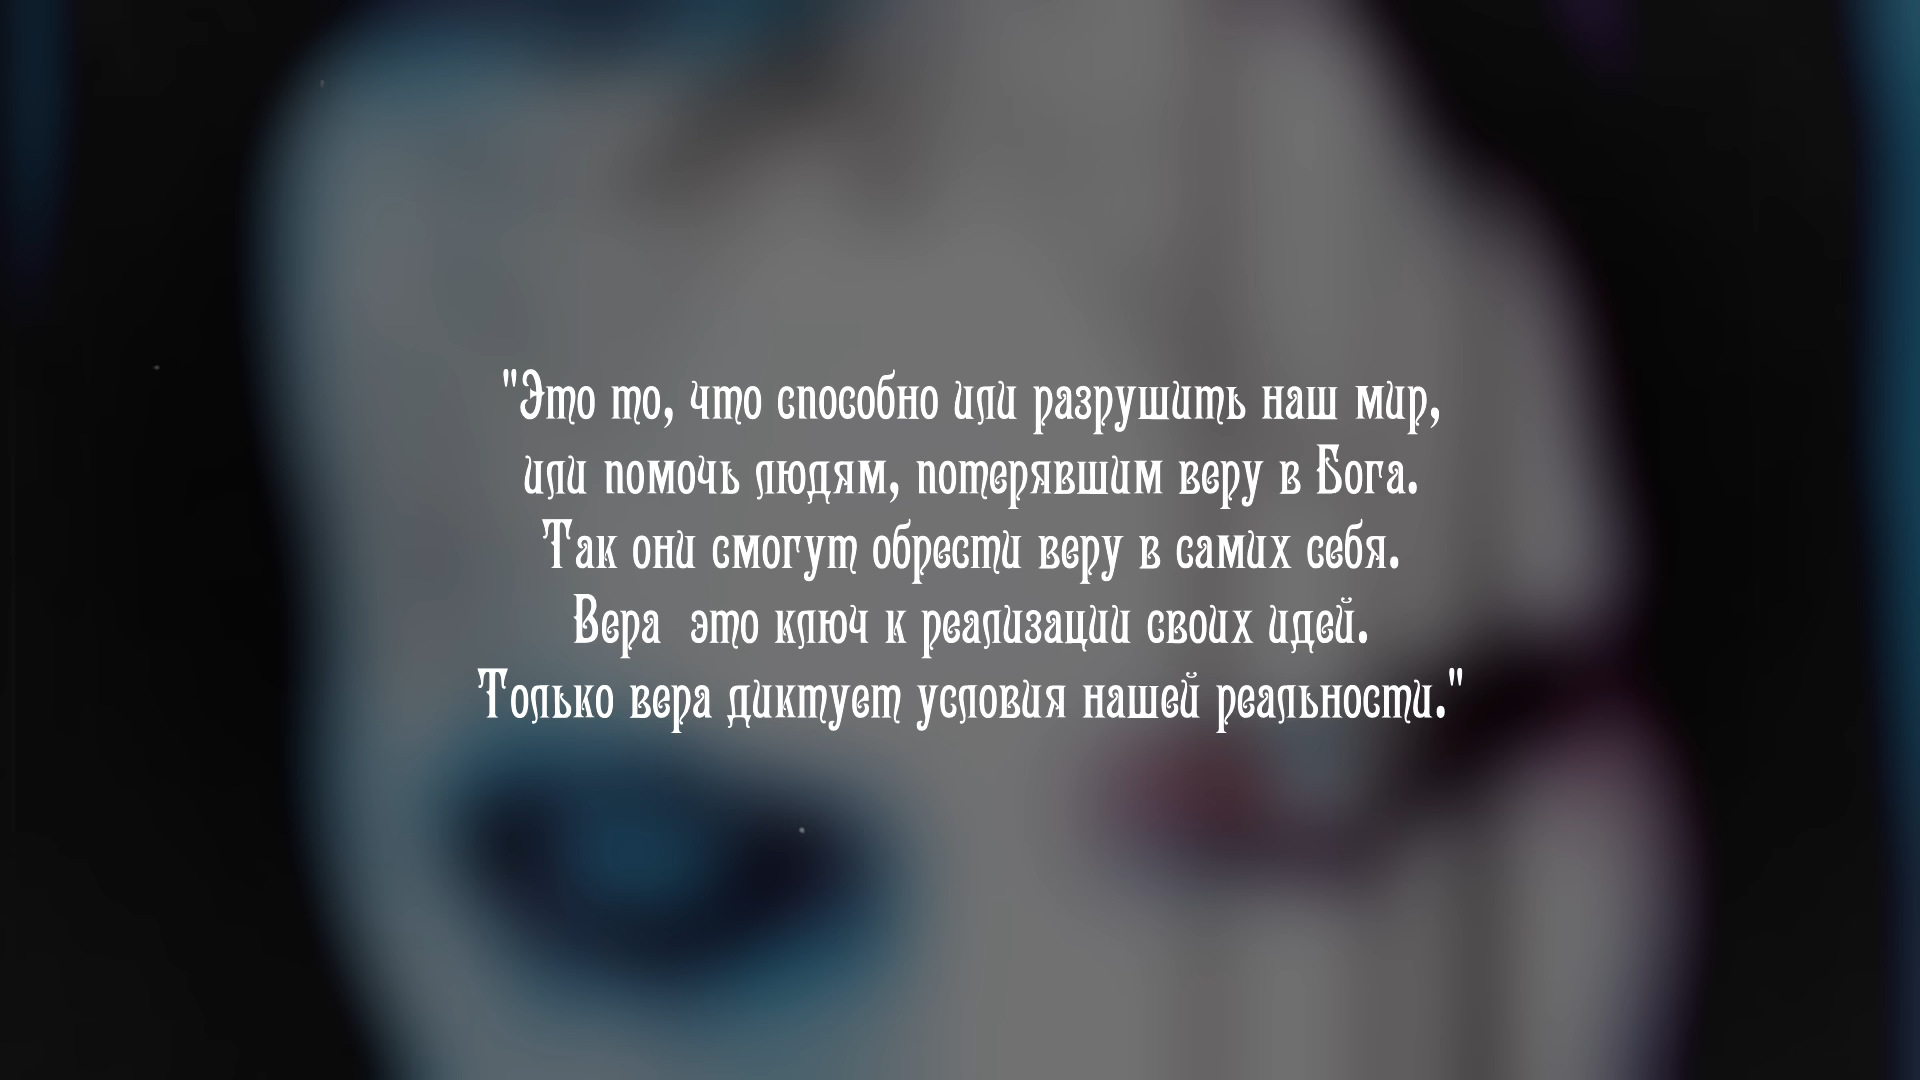 "Это то, что способно или разрушить наш мир,
или помочь людям, потерявшим веру в Бога.
Так они смогут обрести веру в самих себя.
Вера  это ключ к реализации своих идей.
Только вера диктует условия нашей реальности."